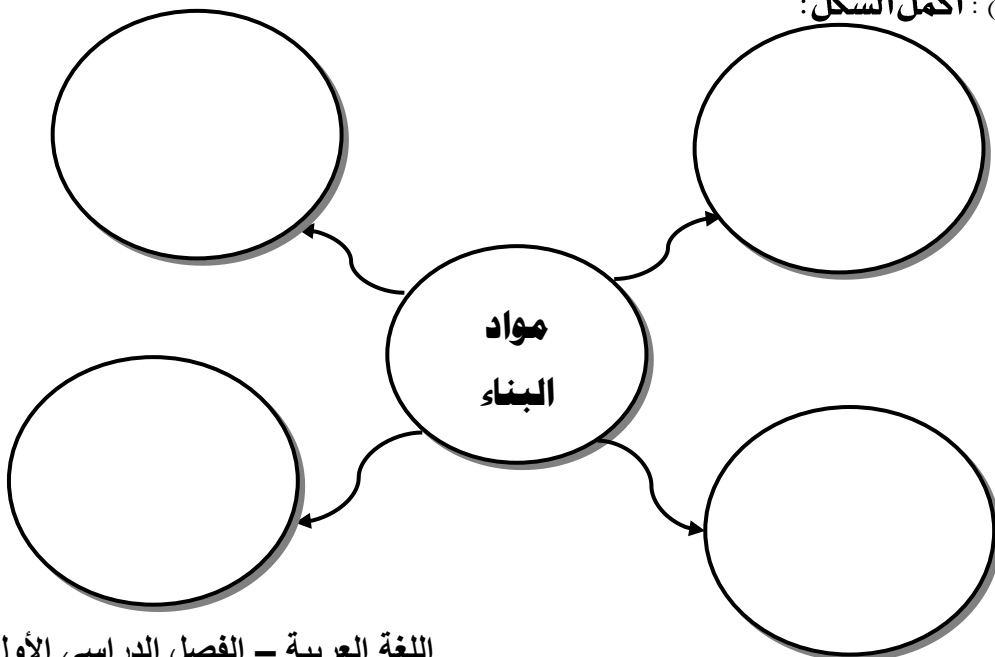 ) : أكمل الشكل :
مواد
البناء
اللغة العربية – الفصل الدراسي الأول